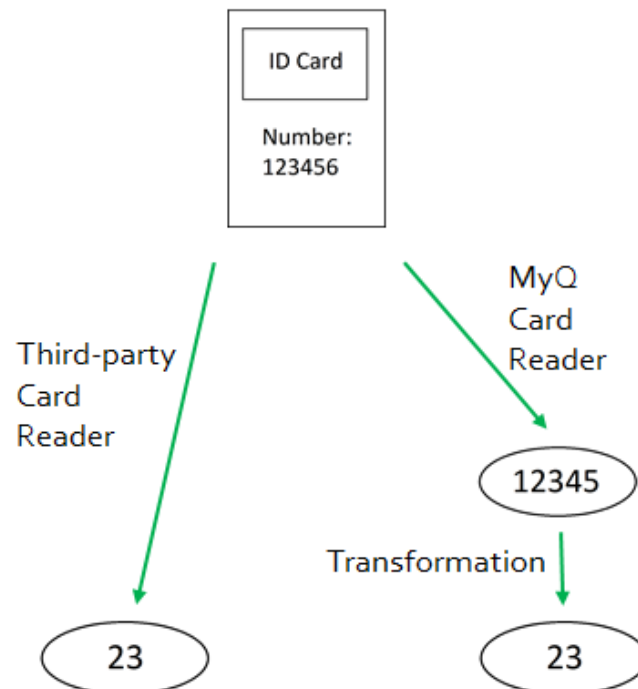 ID Card
Number:
123456
MyQ
Card
Reader
Third-party
Card
Reader
12345
Transformation
23
23